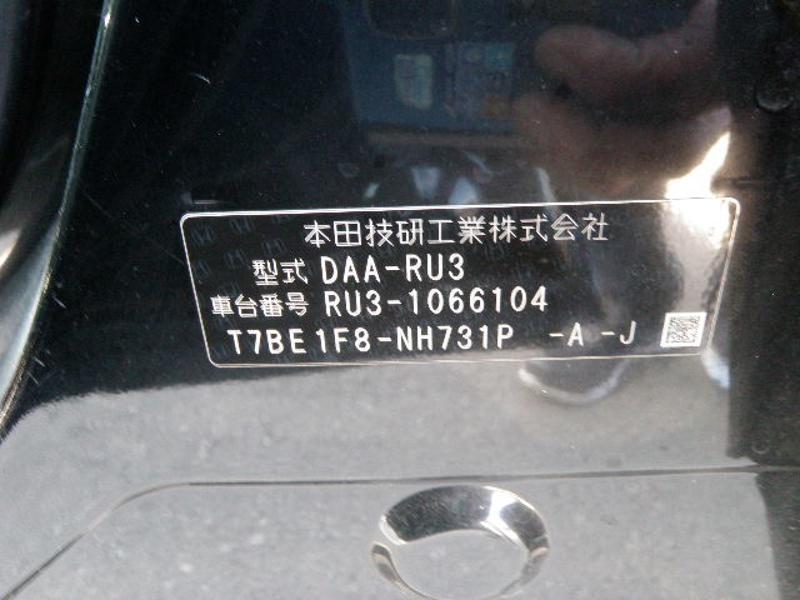 本田技研工業株式会社
型式 DAA-RU3
車台番号 RU3-1066104
T7BE1F8-NH731P -A -J